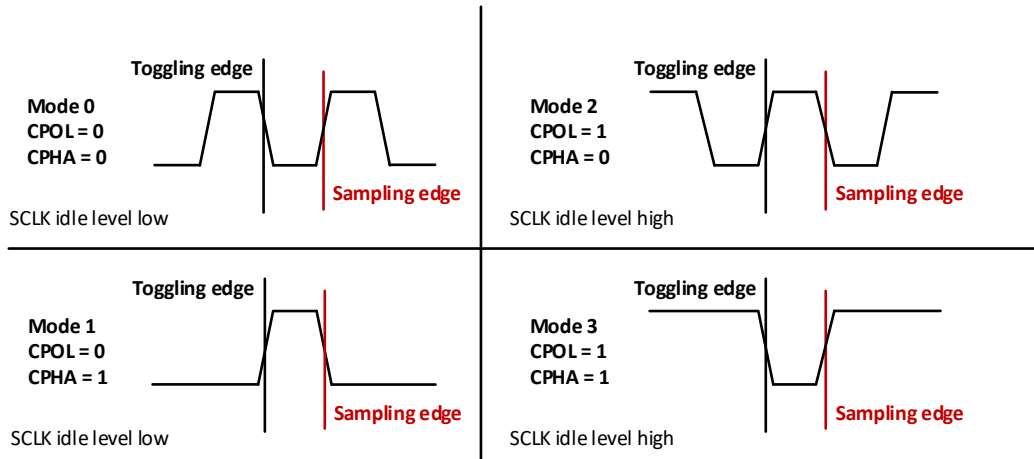 Toggling edge
Mode 0
CPOL = 0
CPHA = 0
Sampling edge
SCLK idle level low
Toggling edge
Mode 2
CPOL = 1
CPHA = 0
Sampling edge
SCLK idle level high
Toggling edge
Mode 1
CPOL = 0
CPHA = 1
Sampling edge
SCLK idle level low
Toggling edge
Mode 3
CPOL = 1
CPHA = 1
Sampling edge
SCLK idle level high